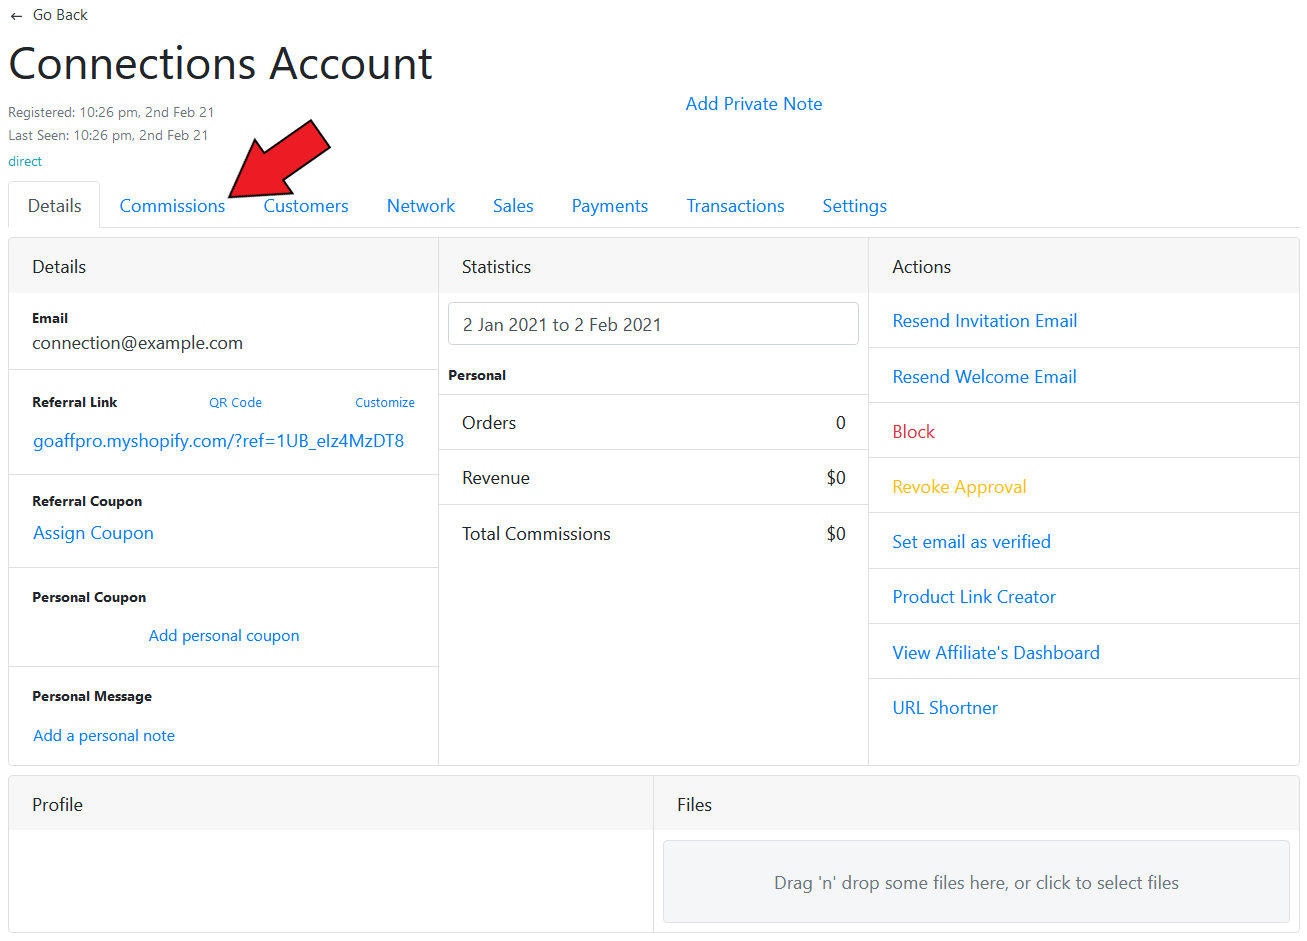 ← Go Back
Connections Account
Registered: 10:26 pm, 2nd Feb 21
Add Private Note
Last Seen: 10:26 pm, 2nd Feb 21
direct
Details Commissions Customers Network Sales Payments Transactions Settings
Details
Email
connection@example.com
Referral Link QR Code Customize
goaffpro.myshopify.com/?ref=1UB_eIz4MzDT8
Referral Coupon
Assign Coupon
Personal Coupon
Add personal coupon
Personal Message
Add a personal note
Statistics
2 Jan 2021 to 2 Feb 2021
Personal
Orders 0
Revenue $0
Total Commissions $0
Actions
Resend Invitation Email
Resend Welcome Email
Block
Revoke Approval
Set email as verified
Product Link Creator
View Affiliate's Dashboard
URL Shortner
Profile
Files
Drag 'n' drop some files here, or click to select files